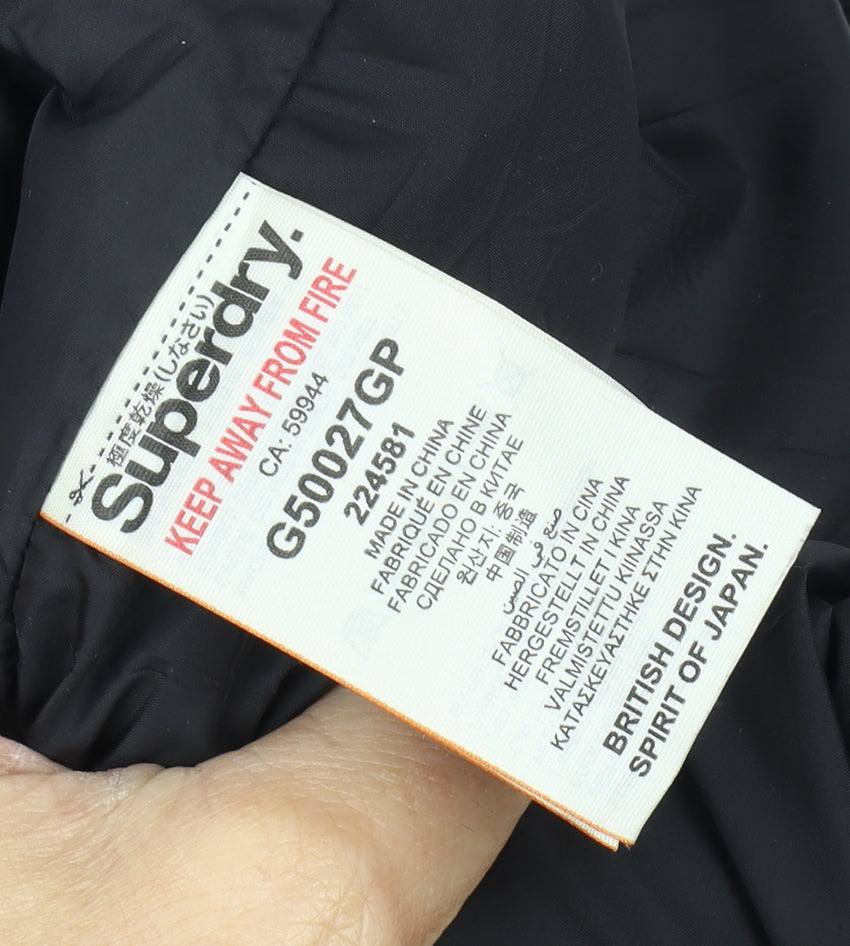 極度乾燥(しなさい)
Superdry.
KEEP AWAY FROM FIRE
CA: 59944
G50027GP
224581
MADE IN CHINA
FABRIQUÉ EN CHINE
FABRICADO EN CHINA
СДЕЛАНО В КИТАЕ
원산지: 중국
中国制造
صنع في الصين
FABBRICATO IN CINA
HERGESTELLT IN CHINA
FREMSTILLET I KINA
VALMISTETTU KIINASSA
ΚΑΤΑΣΚΕΥΑΣΤΗΚΕ ΣΤΗΝ ΚΙΝΑ
BRITISH DESIGN.
SPIRIT OF JAPAN.